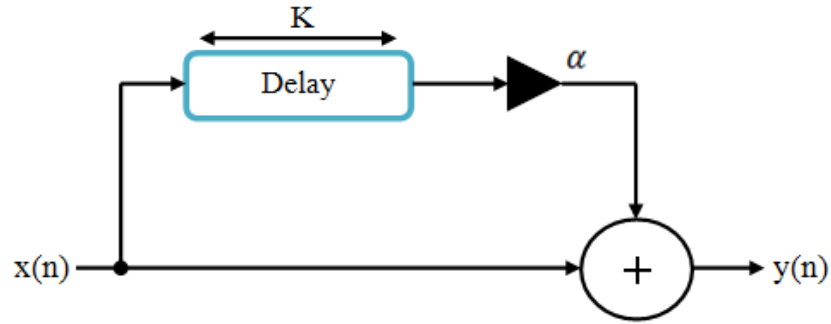 K
Delay
α
x(n)
+
y(n)